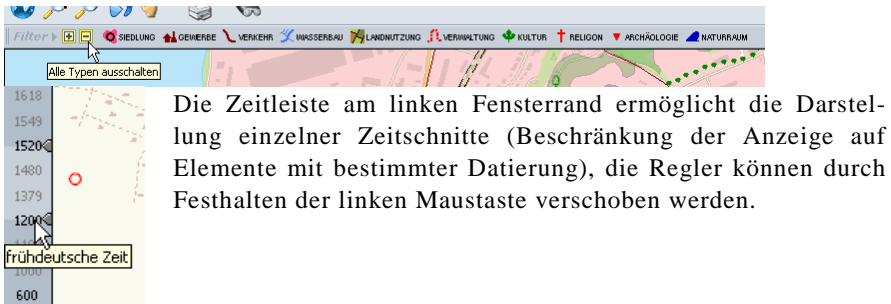 Filter SIEDLUNG GEWERBE VERKEHR WASSERBAU LANDNUTZUNG VERWALTUNG KULTUR RELIGON ARCHÄOLOGIE NATURRAUM
Alle Typen ausschalten
1618
1549
1520
1480
1379
1200
frühdeutsche Zeit
1000
600
Die Zeitleiste am linken Fensterrand ermöglicht die Darstel-
lung einzelner Zeitschnitte (Beschränkung der Anzeige auf
Elemente mit bestimmter Datierung), die Regler können durch
Festhalten der linken Maustaste verschoben werden.